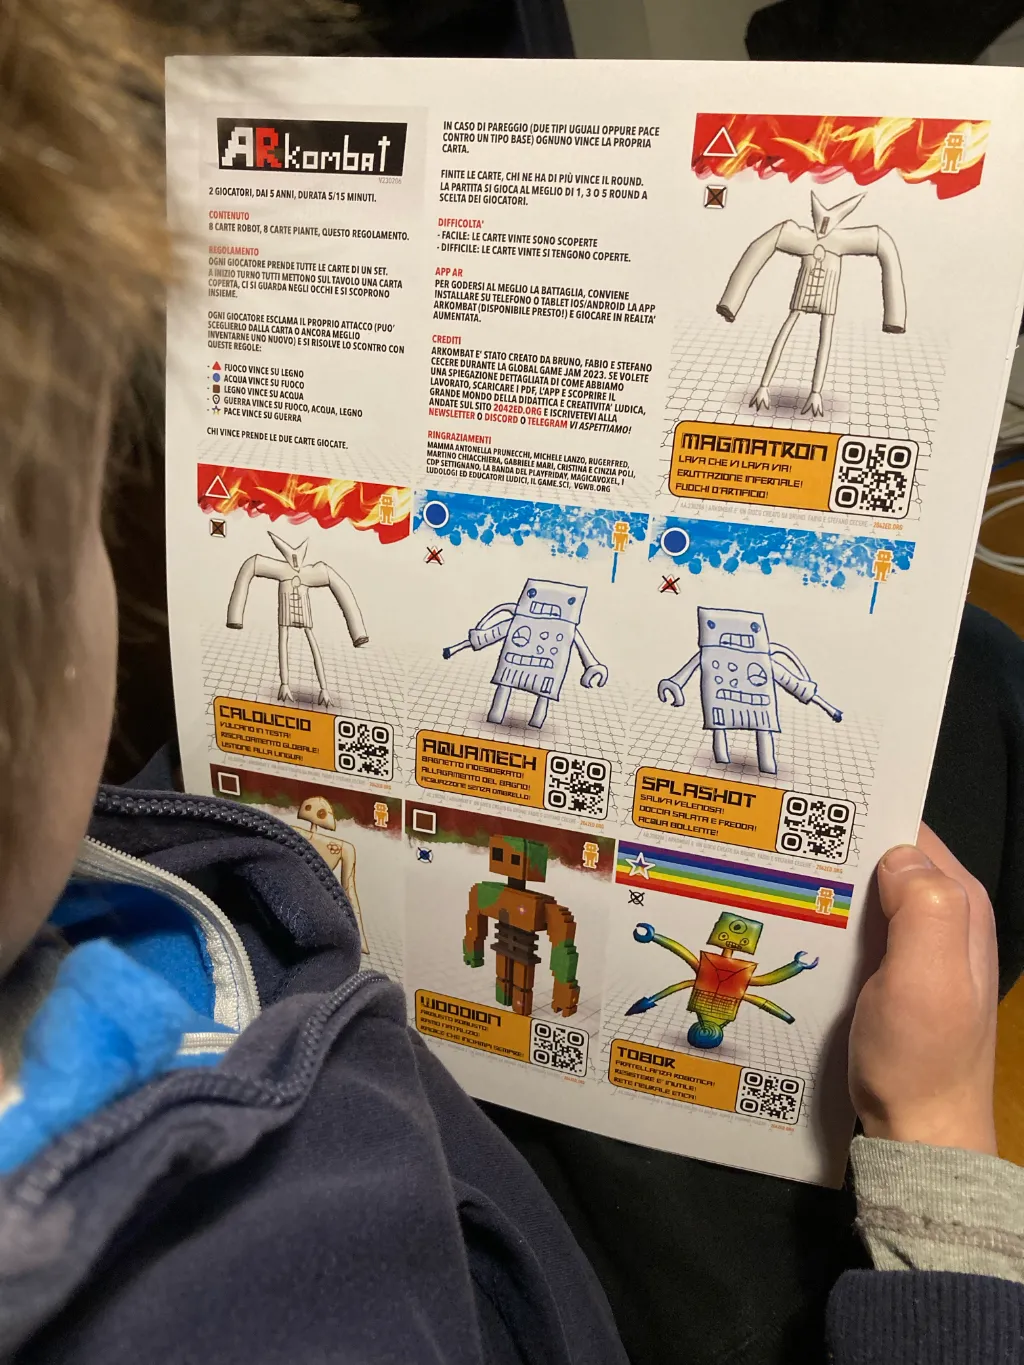 ARkombat
V230206
2 GIOCATORI, DAI 5 ANNI, DURATA 5/15 MINUTI.
CONTENUTO
8 CARTE ROBOT, 8 CARTE PIANTE, QUESTO REGOLAMENTO.
REGOLAMENTO
OGNI GIOCATORE PRENDE TUTTE LE CARTE DI UN SET.
A INIZIO TURNO TUTTI METTONO SUL TAVOLO UNA CARTA
COPERTA, CI SI GUARDA NEGLI OCCHI E SI SCOPRONO
INSIEME.
OGNI GIOCATORE ESCLAMA IL PROPRIO ATTACCO (PUO'
SCEGLIERLO DALLA CARTA O ANCORA MEGLIO
INVENTARNE UNO NUOVO) E SI RISOLVE LO SCONTRO CON
QUESTE REGOLE:
- FUOCO VINCE SU LEGNO
- ACQUA VINCE SU FUOCO
- LEGNO VINCE SU ACQUA
- GUERRA VINCE SU FUOCO, ACQUA, LEGNO
- PACE VINCE SU GUERRA
CHI VINCE PRENDE LE DUE CARTE GIOCATE.
IN CASO DI PAREGGIO (DUE TIPI UGUALI OPPURE PACE
CONTRO UN TIPO BASE) OGNUNO VINCE LA PROPRIA
CARTA.
FINITE LE CARTE, CHI NE HA DI PIÙ VINCE IL ROUND.
LA PARTITA SI GIOCA AL MEGLIO DI 1, 3 O 5 ROUND A
SCELTA DEI GIOCATORI.
DIFFICOLTA'
- FACILE: LE CARTE VINTE SONO SCOPERTE
- DIFFICILE: LE CARTE VINTE SI TENGONO COPERTE.
APP AR
PER GODERSI AL MEGLIO LA BATTAGLIA, CONVIENE
INSTALLARE SU TELEFONO O TABLET IOS/ANDROID LA APP
ARKOMBAT (DISPONIBILE PRESTO!) E GIOCARE IN REALTA'
AUMENTATA.
CREDITI
ARKOMBAT E' STATO CREATO DA BRUNO, FABIO E STEFANO
CECERE DURANTE LA GLOBAL GAME JAM 2023. SE VOLETE
UNA SPIEGAZIONE DETTAGLIATA DI COME ABBIAMO
LAVORATO, SCARICARE I PDF, L'APP E SCOPRIRE IL
GRANDE MONDO DELLA DIDATTICA E CREATIVITA' LUDICA,
ANDATE SUL SITO 2042ED.ORG E ISCRIVETEVI ALLA
NEWSLETTER O DISCORD O TELEGRAM VI ASPETTIAMO!
RINGRAZIAMENTI
MAMMA ANTONELLA PRUNECCHI, MICHELE LANZO, RUGERFRED,
MARTINO CHIACCHIERA, GABRIELE MARI, CRISTINA E CINZIA POLI,
CDP SETTIGNANO, LA BANDA DEL PLAYFRIDAY, MAGICAVOXEL, I
LUDOLOGI ED EDUCATORI LUDICI, IL GAME.SCI, VGWB.ORG
MAGMATRON
LAVA CHE VI LAVA VIA!
ERUTTAZIONE INFERNALE!
FUOCHI D'ARTIFICIO!
CALDUCCIO
VULCANO IN TESTA!
RISCALDAMENTO GLOBALE!
USTIONE ALLA LINGUA!
AQUAMECH
BAGNETTO INDESIDERATO!
ALLAGAMENTO DEL BAGNO!
ACQUAZZONE SENZA OMBRELLO!
SPLASHOT
SALIVA VELENOSA!
DOCCIA SALATA E FREDDA!
ACQUA BOLLENTE!
WOODION
ARBUSTO ROBUSTO!
RAMO NATALIZIO!
RADICE CHE INCIAMPA SEMPRE!
TOBOR
FRATELLANZA ROBOTICA!
RESISTERE E' INUTILE!
RETE NEURALE ETICA!